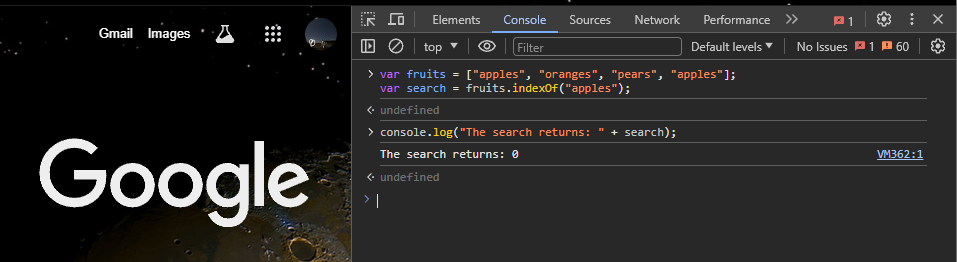 Gmail Images
Google
Elements Console Sources Network Performance 1
top Filter Default levels No Issues 1 60
var fruits = ["apples", "oranges", "pears", "apples"];
var search = fruits.indexOf("apples");
undefined
console.log("The search returns: " + search);
The search returns: 0 VM362:1
undefined